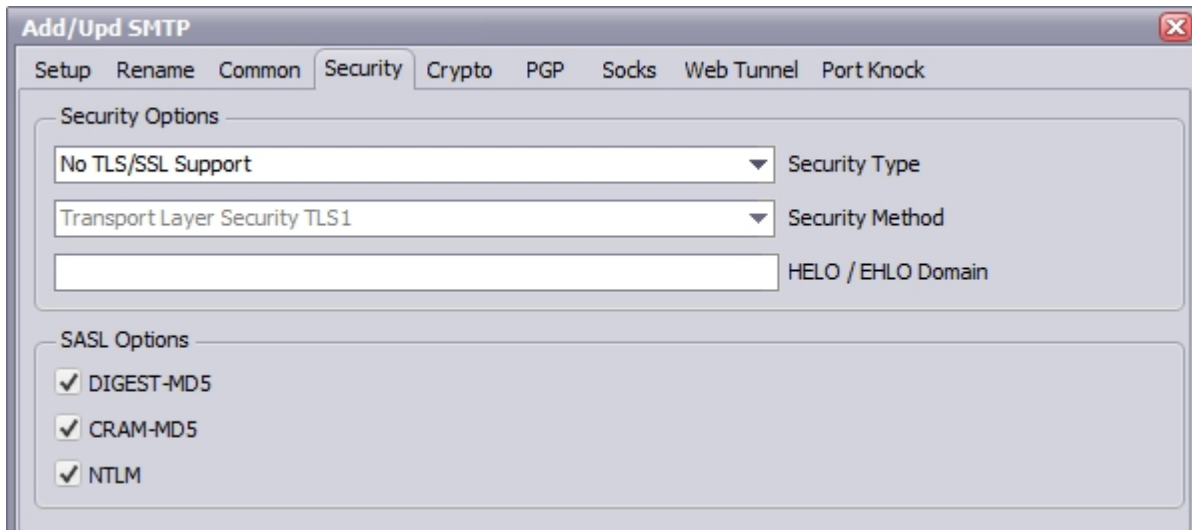 Add/Upd SMTP
Setup Rename Common Security Crypto PGP Socks Web Tunnel Port Knock
Security Options
No TLS/SSL Support Security Type
Transport Layer Security TLS1 Security Method
HELO / EHLO Domain
SASL Options
DIGEST-MD5
CRAM-MD5
NTLM